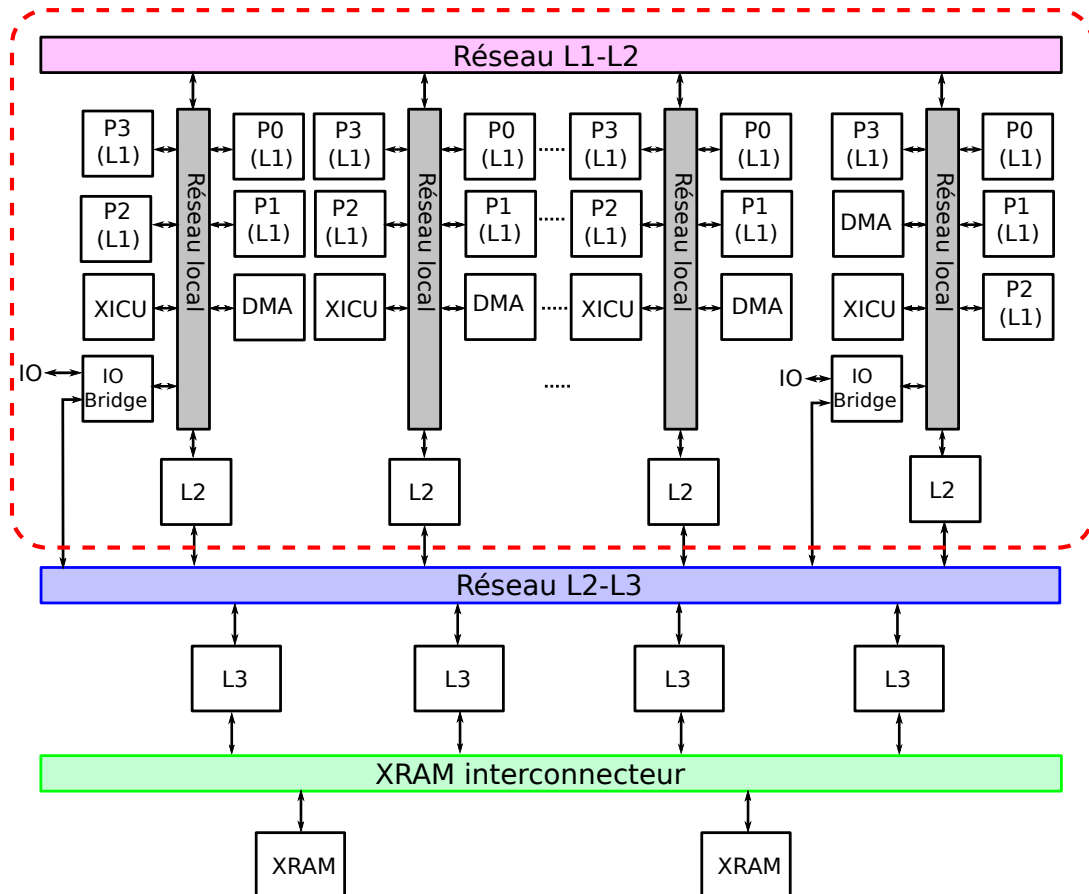 Réseau L1-L2
P3 (L1)
P0 (L1)
P3 (L1)
P0 (L1)
.....
P3 (L1)
P0 (L1)
P3 (L1)
P0 (L1)
Réseau local
Réseau local
Réseau local
Réseau local
P2 (L1)
P1 (L1)
P2 (L1)
P1 (L1)
.....
P2 (L1)
P1 (L1)
DMA
P1 (L1)
XICU
DMA
XICU
DMA
.....
XICU
DMA
XICU
P2 (L1)
IO
IO Bridge
.....
IO
IO Bridge
L2
L2
L2
L2
Réseau L2-L3
L3
L3
L3
L3
XRAM interconnecteur
XRAM
XRAM